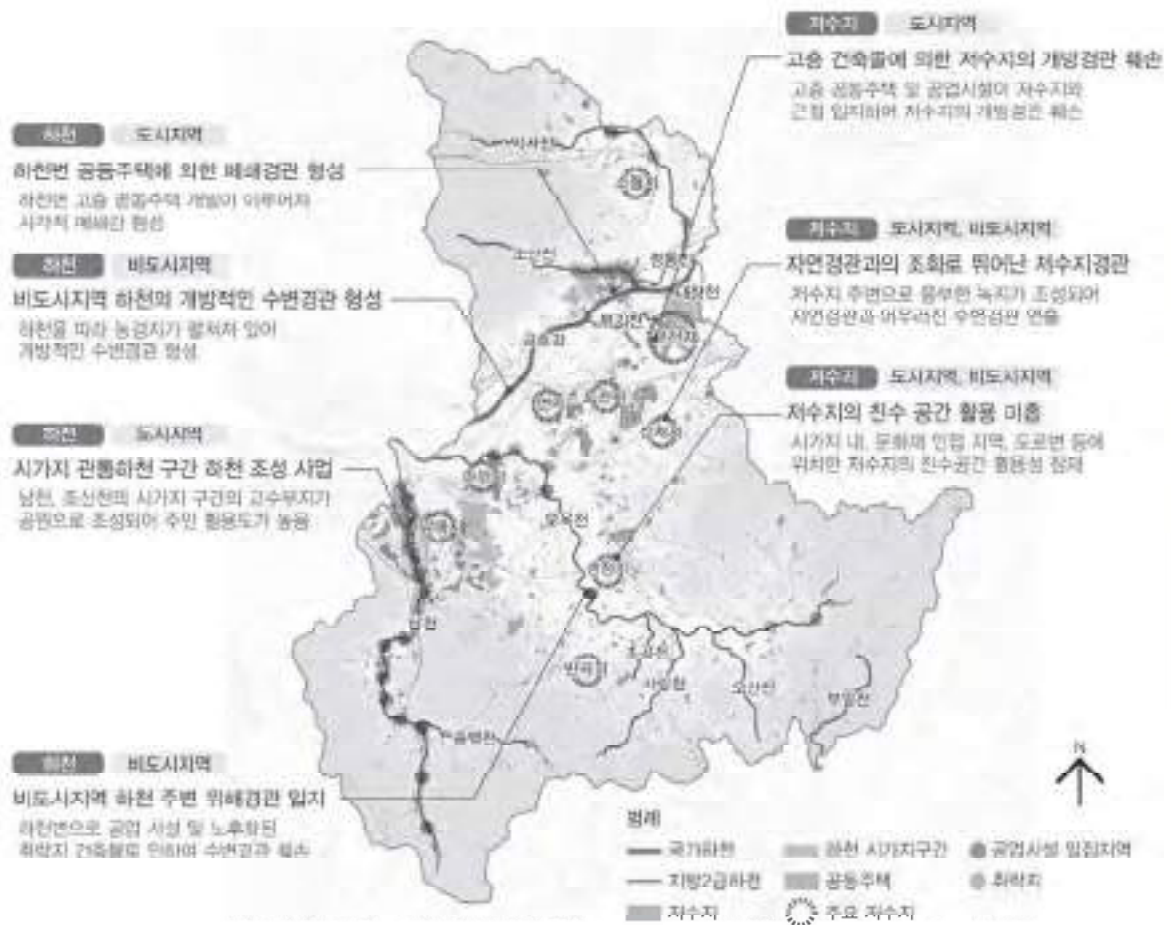 하천 도시지역
하천변 공동주택에 의한 폐쇄경관 형성
하천변 고층 공동주택 개발이 이루어져
시각적 폐쇄감 형성
하천 비도시지역
비도시지역 하천의 개방적인 수변경관 형성
하천을 따라 농경지가 펼쳐져 있어
개방적인 수변경관 형성
하천 도시지역
시가지 관통하천 구간 하천 조성 사업
남천, 조산천의 시가지 구간의 고수부지가
공원으로 조성되어 주민 활용도가 높음
하천 비도시지역
비도시지역 하천 주변 위해경관 입지
하천변으로 공업 시설 및 노후화된
취락지 건축물로 인하여 수변경관 훼손
저수지 도시지역
고층 건축물에 의한 저수지의 개방경관 훼손
고층 공동주택 및 공업시설이 저수지와
근접 입지하여 저수지의 개방경관 훼손
저수지 도시지역, 비도시지역
자연경관과의 조화로 뛰어난 저수지경관
저수지 주변으로 풍부한 녹지가 조성되어
자연경관과 어우러진 수변경관 연출
저수지 도시지역, 비도시지역
저수지의 친수 공간 활용 미흡
시가지 내, 문화재 인접 지역, 도로변 등에
위치한 저수지의 친수공간 활용성 잠재
청통천
대창천
금호강
오목천
남천
오산천
부일천
N
범례
국가하천
하천 시가지구간
공업시설 밀집지역
지방2급하천
공동주택
취락지
저수지
주요 저수지